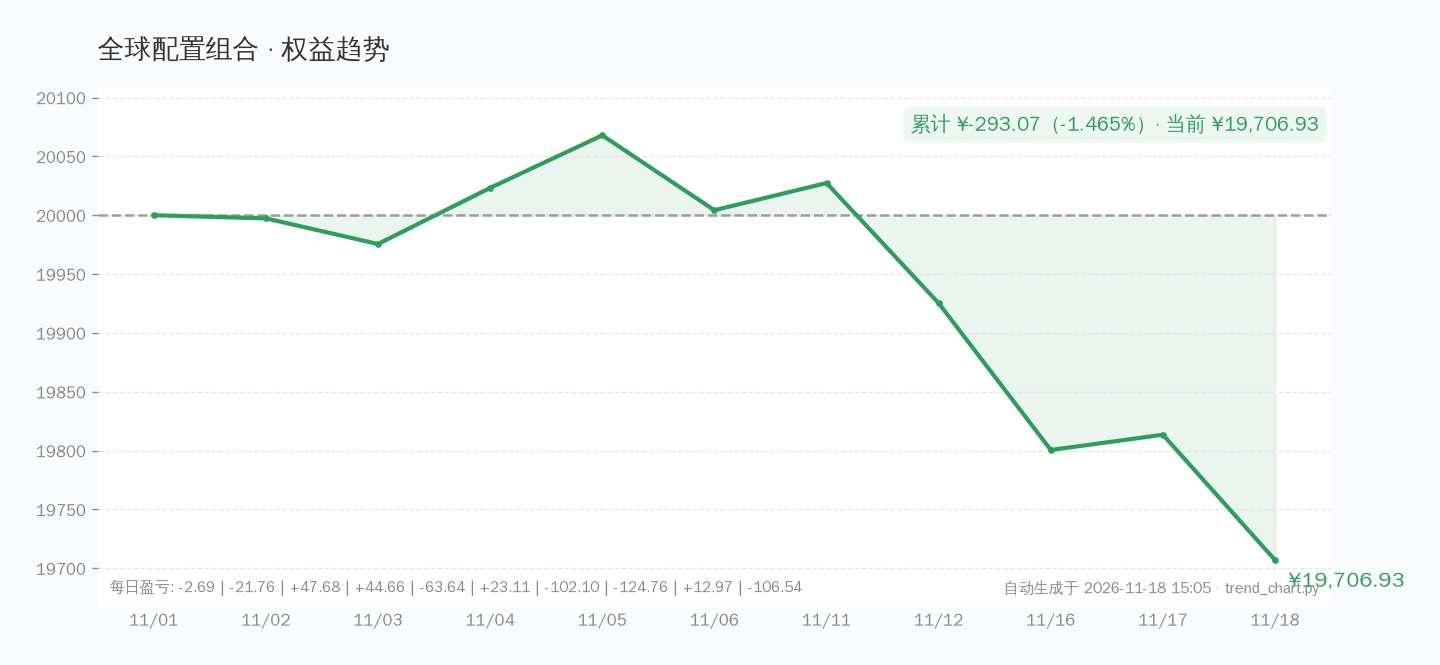 全球配置组合 · 权益趋势
累计 ¥-293.07（-1.465%）· 当前 ¥19,706.93
20100
20050
20000
19950
19900
19850
19800
19750
19700
每日盈亏: -2.69 | -21.76 | +47.68 | +44.66 | -63.64 | +23.11 | -102.10 | -124.76 | +12.97 | -106.54
自动生成于 2026-11-18 15:05 · trend_chart.py
¥19,706.93
11/01 11/02 11/03 11/04 11/05 11/06 11/11 11/12 11/16 11/17 11/18